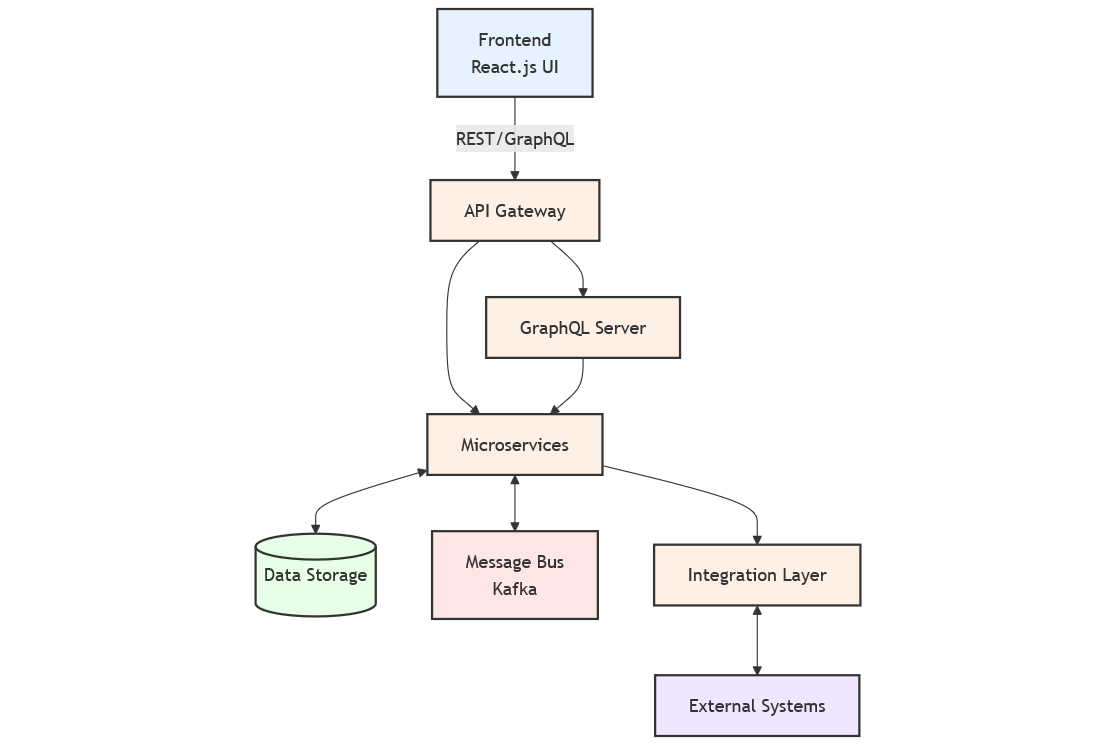 Frontend
React.js UI
REST/GraphQL
API Gateway
GraphQL Server
Microservices
Data Storage
Message Bus
Kafka
Integration Layer
External Systems